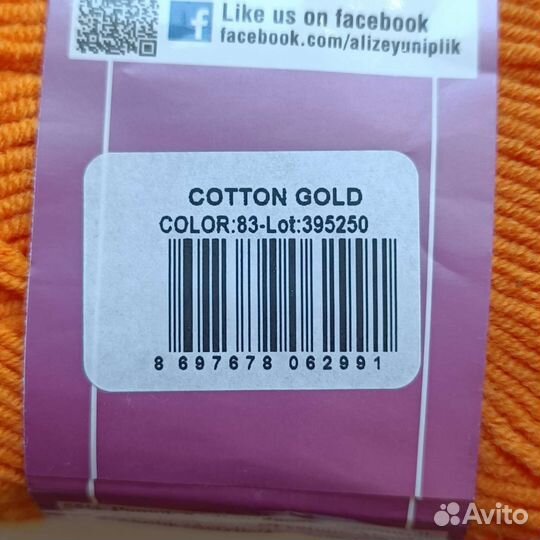 Like us on facebook
facebook.com/alizeyuniplik
COTTON GOLD
COLOR:83-Lot:395250
8 697678 062991
Avito